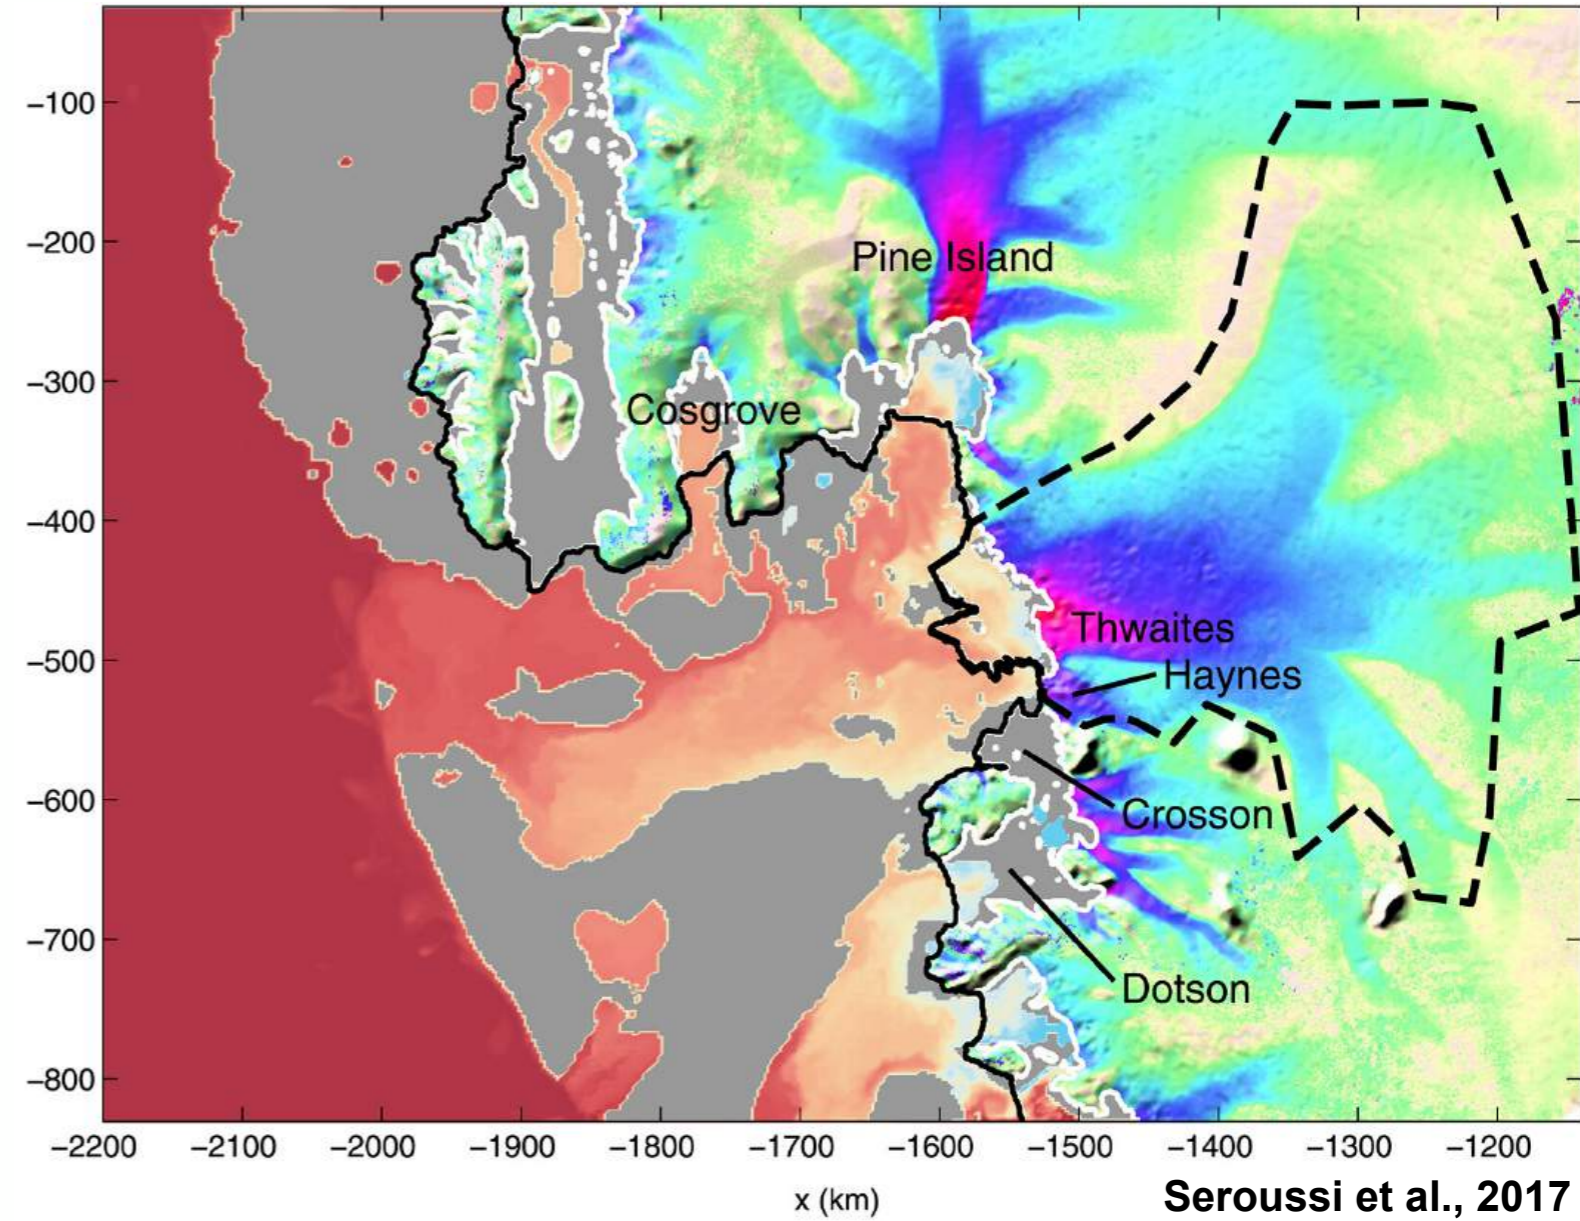 −100
−200
Pine Island
−300
Cosgrove
−400
Thwaites
−500
Haynes
−600
Crosson
−700
Dotson
−800
−2200 −2100 −2000 −1900 −1800 −1700 −1600 −1500 −1400 −1300 −1200
x (km)
Seroussi et al., 2017